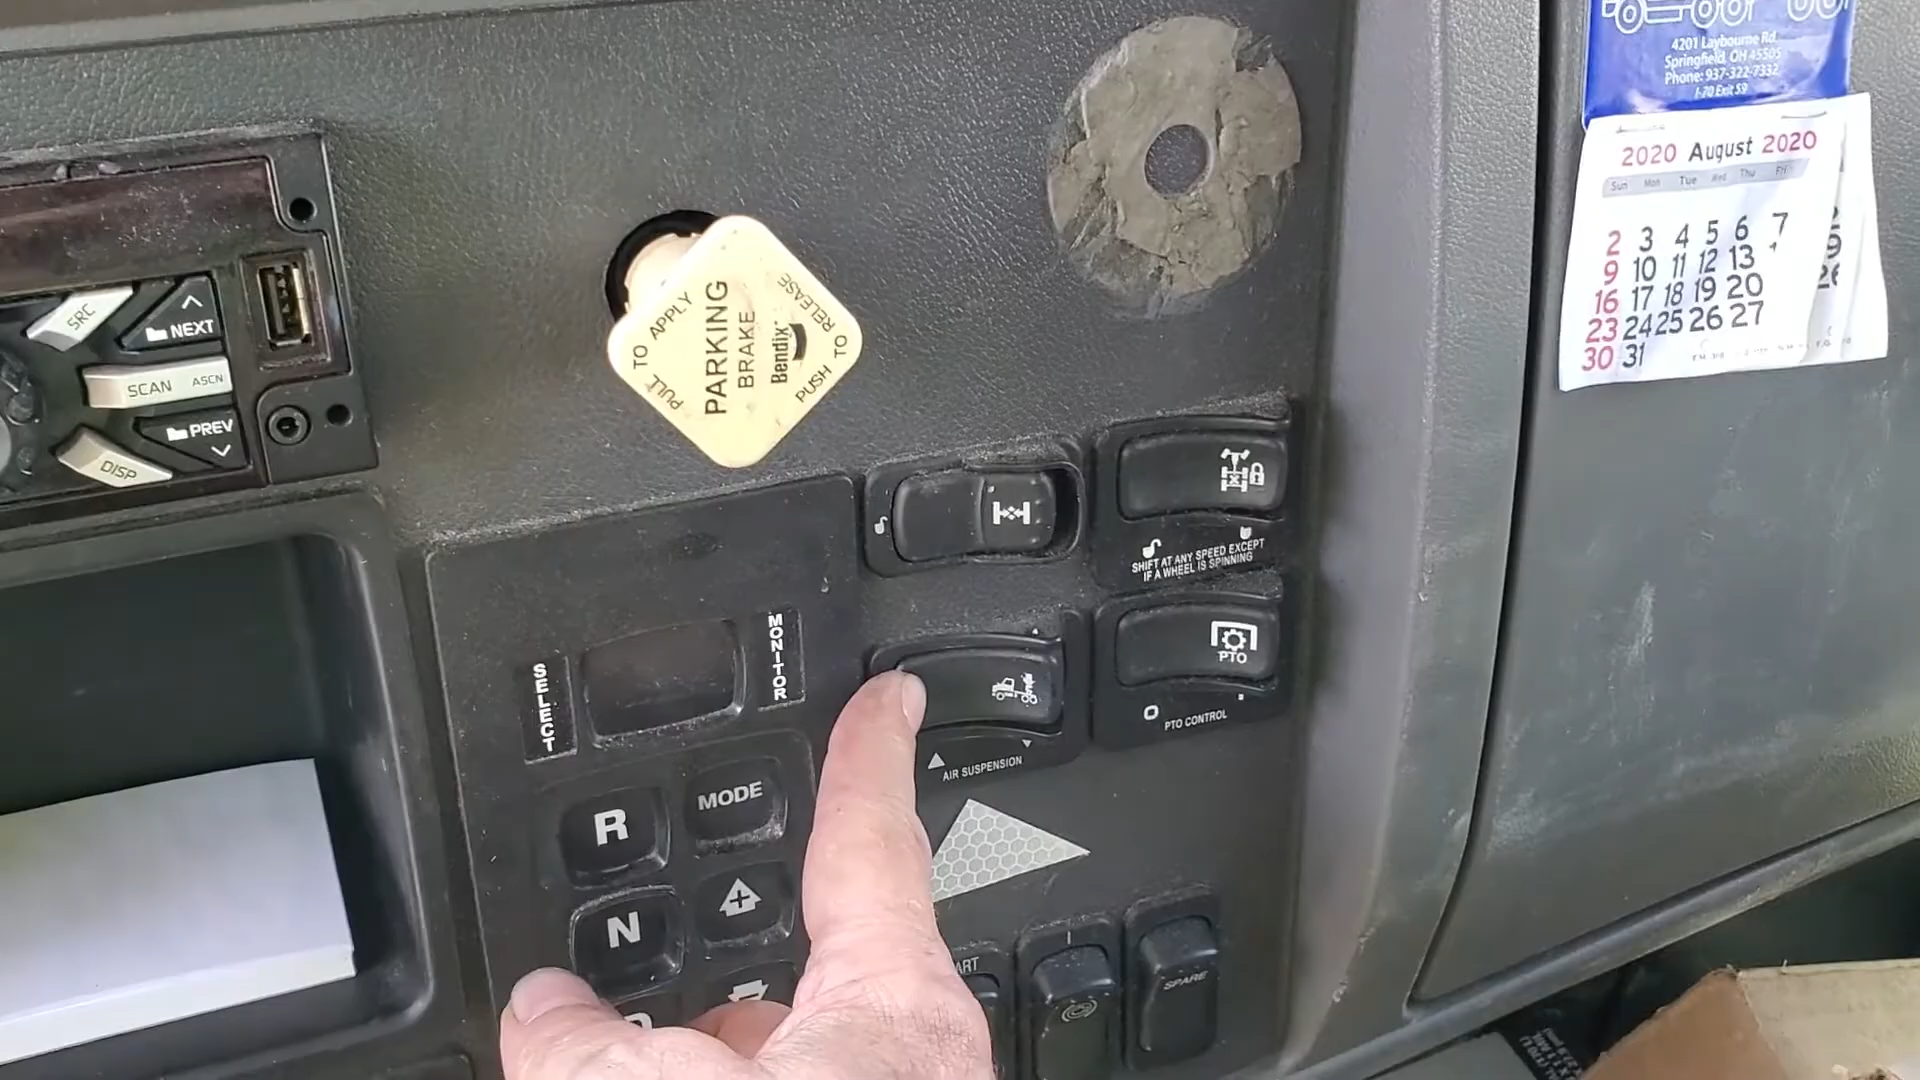 4201 Laybourne Rd.
Springfield, OH 45505
Phone: 937-322-7332
I-70 Exit 59
2020 August 2020
Sun Mon Tue Wed Thu Fri
2 3 4 5 6 7
9 10 11 12 13
16 17 18 19 20
23 24 25 26 27
30 31
SRC
NEXT
SCAN ASCN
PREV
DISP
PULL TO APPLY
PARKING
BRAKE
Bendix
PUSH TO RELEASE
SHIFT AT ANY SPEED EXCEPT
IF A WHEEL IS SPINNING
SELECT
MONITOR
PTO
PTO CONTROL
AIR SUSPENSION
R
MODE
N
SPARE